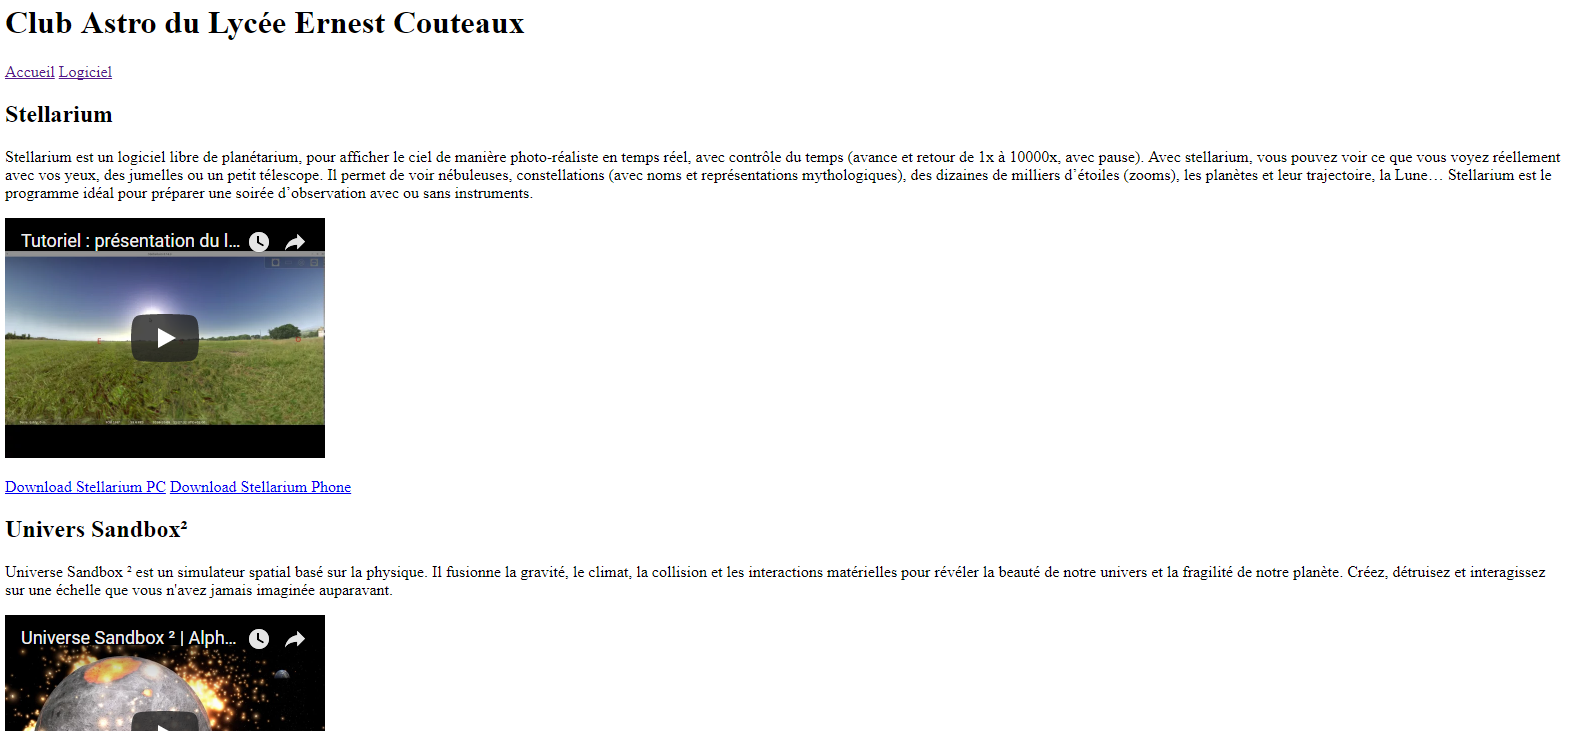 Club Astro du Lycée Ernest Couteaux
Accueil Logiciel
Stellarium
Stellarium est un logiciel libre de planétarium, pour afficher le ciel de manière photo-réaliste en temps réel, avec contrôle du temps (avance et retour de 1x à 10000x, avec pause). Avec stellarium, vous pouvez voir ce que vous voyez réellement
avec vos yeux, des jumelles ou un petit télescope. Il permet de voir nébuleuses, constellations (avec noms et représentations mythologiques), des dizaines de milliers d’étoiles (zooms), les planètes et leur trajectoire, la Lune… Stellarium est le
programme idéal pour préparer une soirée d’observation avec ou sans instruments.
Tutoriel : présentation du l...
Download Stellarium PC Download Stellarium Phone
Univers Sandbox²
Universe Sandbox ² est un simulateur spatial basé sur la physique. Il fusionne la gravité, le climat, la collision et les interactions matérielles pour révéler la beauté de notre univers et la fragilité de notre planète. Créez, détruisez et interagissez
sur une échelle que vous n'avez jamais imaginée auparavant.
Universe Sandbox ² | Alph...